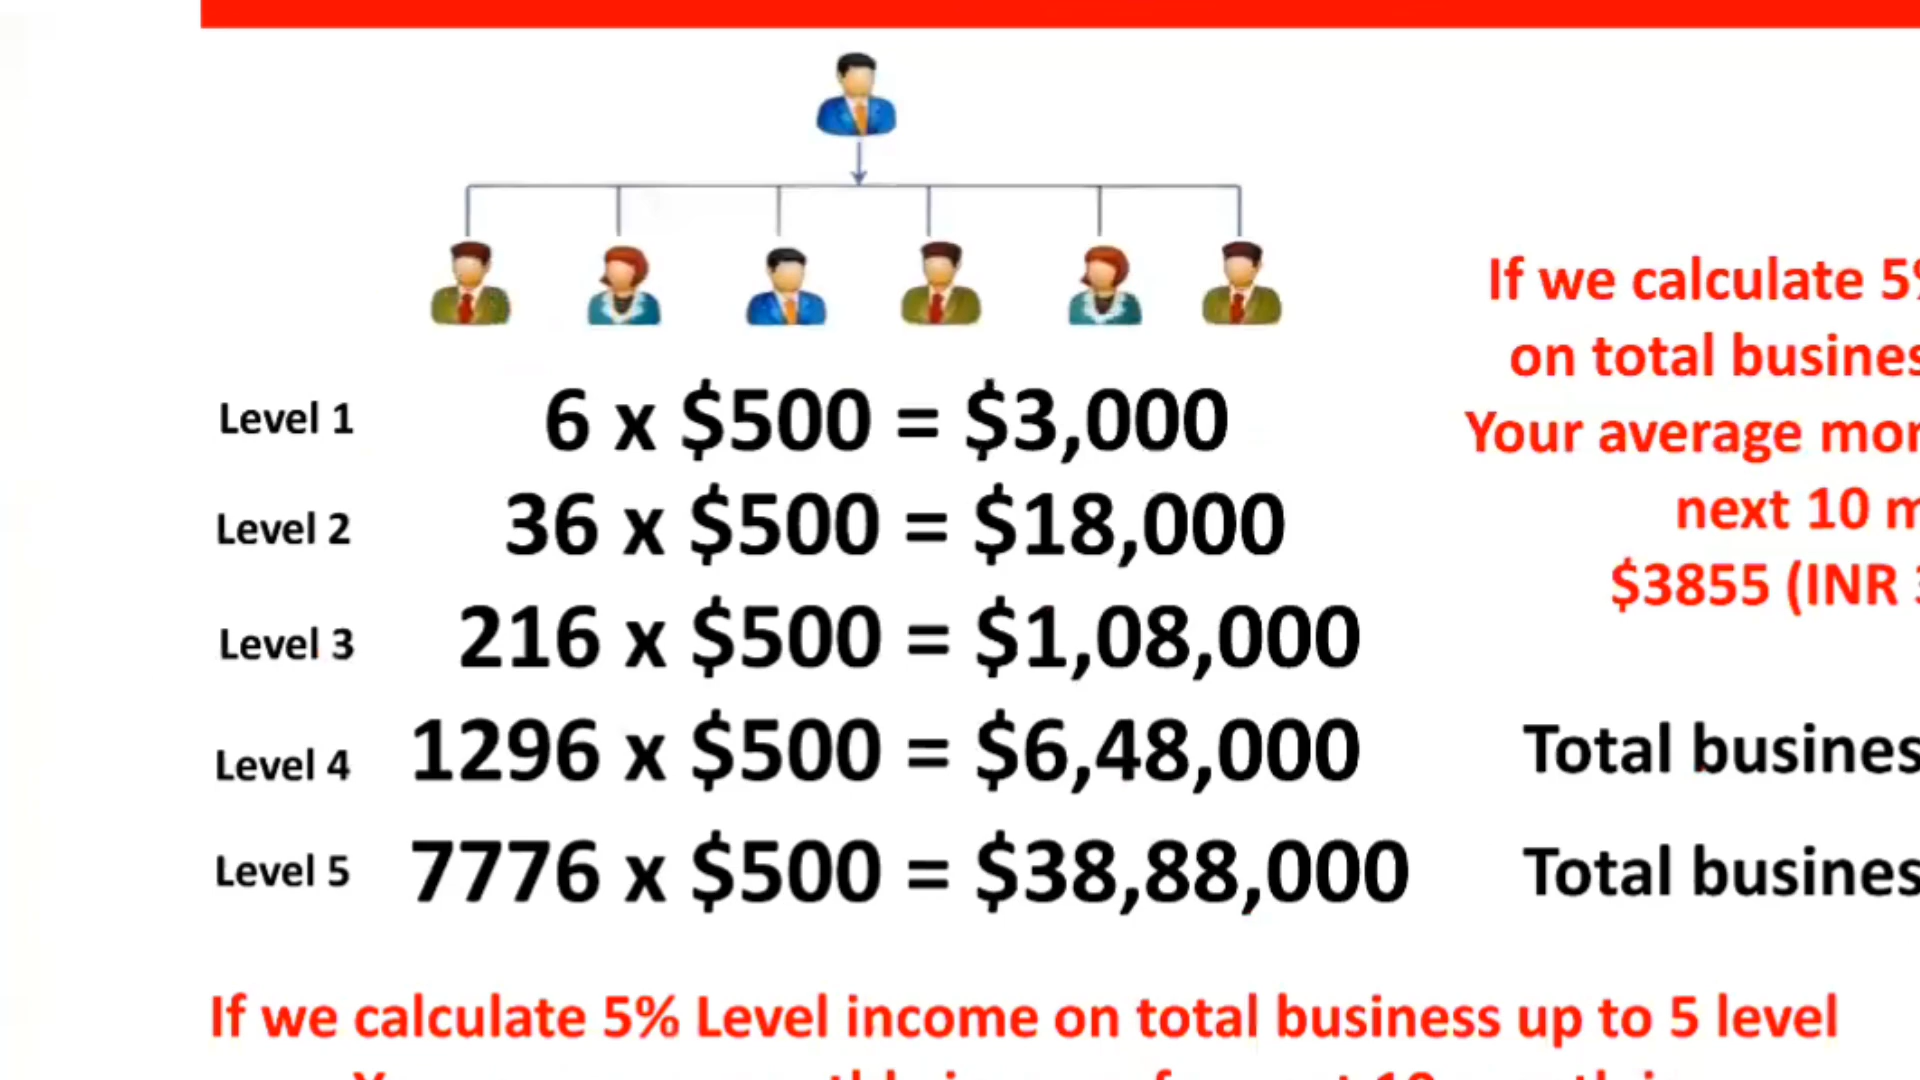 If we calculate
on total
Your average
next 10
$3855 (INR
Level 1 6 x $500 = $3,000
Level 2 36 x $500 = $18,000
Level 3 216 x $500 = $1,08,000
Level 4 1296 x $500 = $6,48,000
Total
Level 5 7776 x $500 = $38,88,000
Total
If we calculate 5% Level income on total business up to 5 level